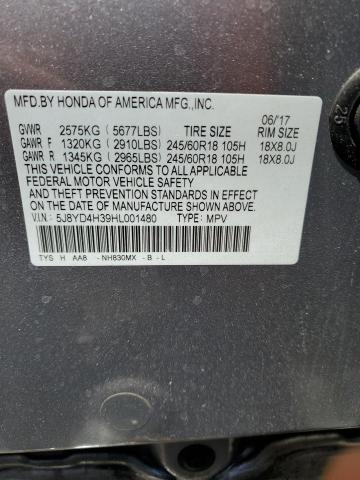 MFD.BY HONDA OF AMERICA MFG.,INC.
06/17
GVWR 2575KG (5677LBS) TIRE SIZE RIM SIZE
GAWR F 1320KG (2910LBS) 245/60R18 105H 18X8.0J
GAWR R 1345KG (2965LBS) 245/60R18 105H 18X8.0J
THIS VEHICLE CONFORMS TO ALL APPLICABLE
FEDERAL MOTOR VEHICLE SAFETY AND
THEFT PREVENTION STANDARDS IN EFFECT ON THE
DATE OF MANUFACTURE SHOWN ABOVE.
V.I.N.: 5J8YD4H39HL001480 TYPE: MPV
TYS H AA8 -NH830MX -B-L
25